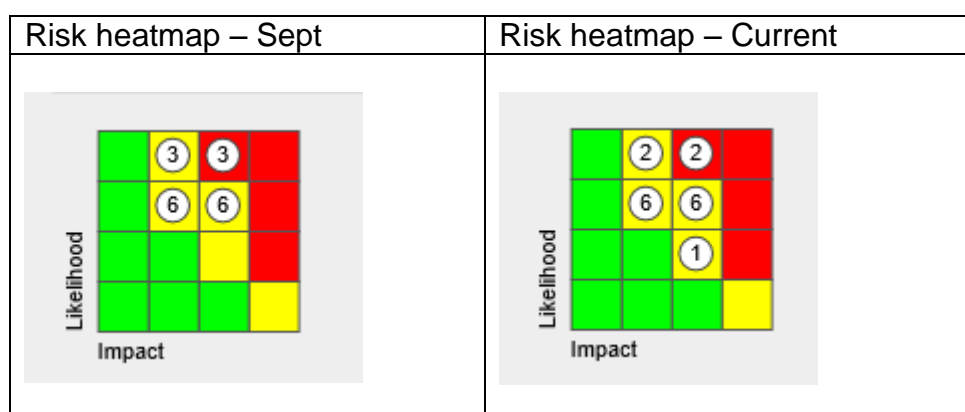 Risk heatmap – Sept
Risk heatmap – Current
3 3
6 6
Likelihood
Impact
2 2
6 6
1
Likelihood
Impact